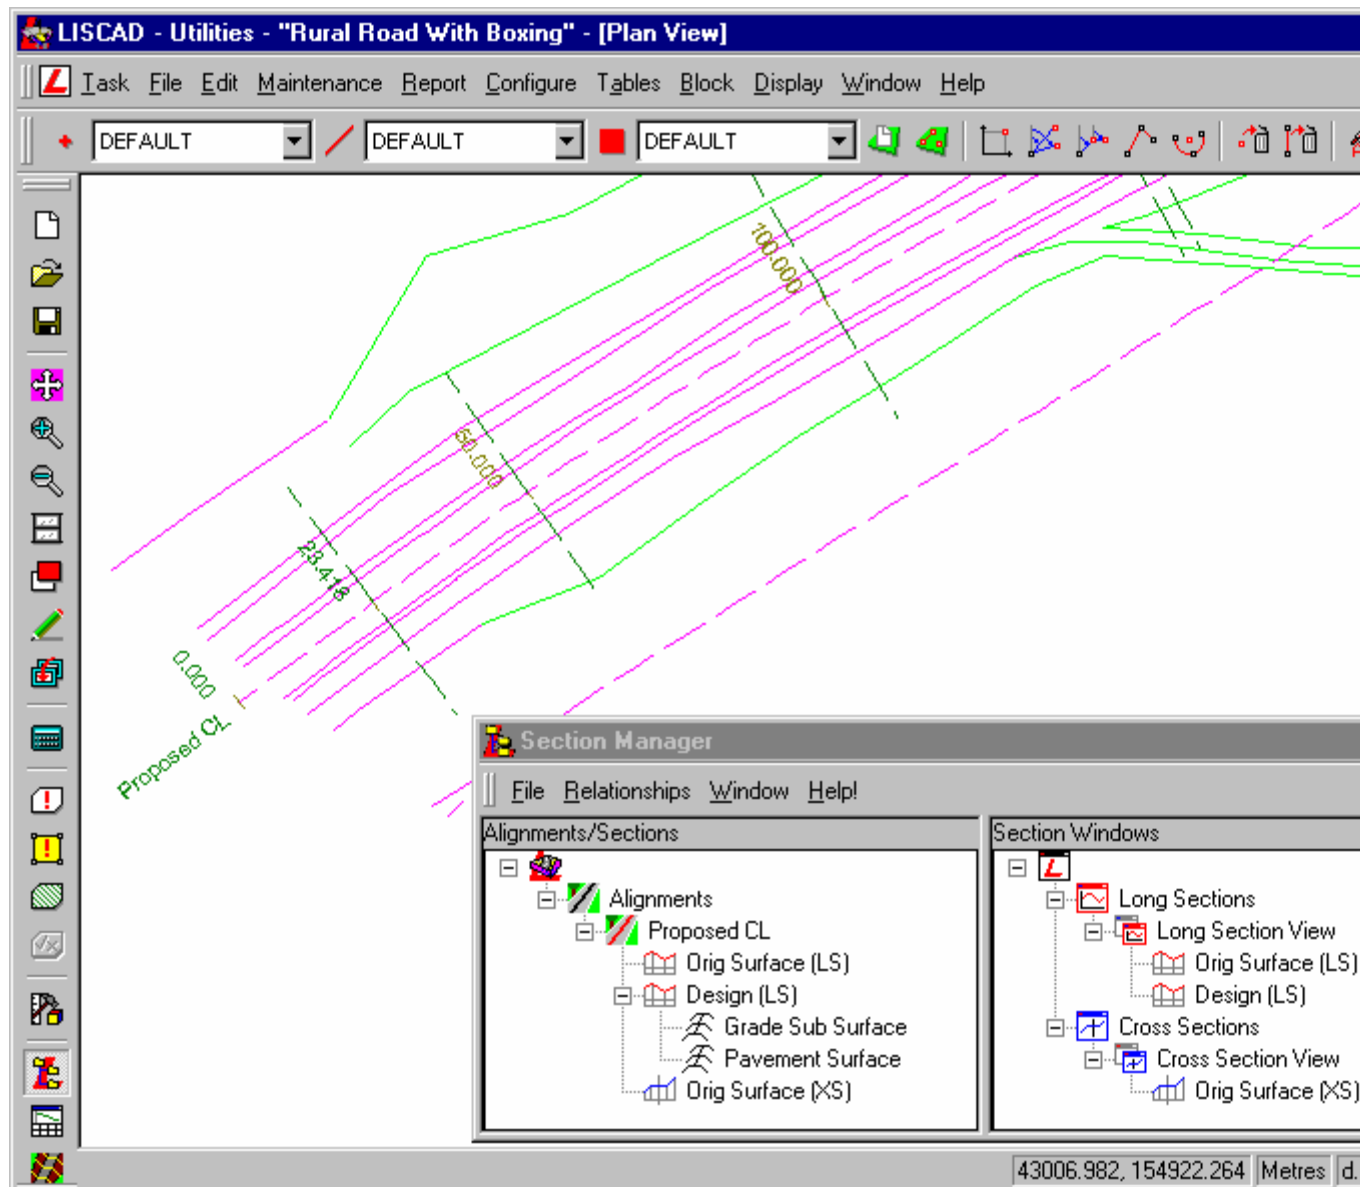 LISCAD - Utilities - "Rural Road With Boxing" - [Plan View]
Task File Edit Maintenance Report Configure Tables Block Display Window Help
DEFAULT DEFAULT DEFAULT
100.000
50.000
23.418
0.000
Proposed CL
Section Manager
File Relationships Window Help!
Alignments/Sections
Alignments
Proposed CL
Orig Surface (LS)
Design (LS)
Grade Sub Surface
Pavement Surface
Orig Surface (XS)
Section Windows
Long Sections
Long Section View
Orig Surface (LS)
Design (LS)
Cross Sections
Cross Section View
Orig Surface (XS)
43006.982, 154922.264 Metres d.